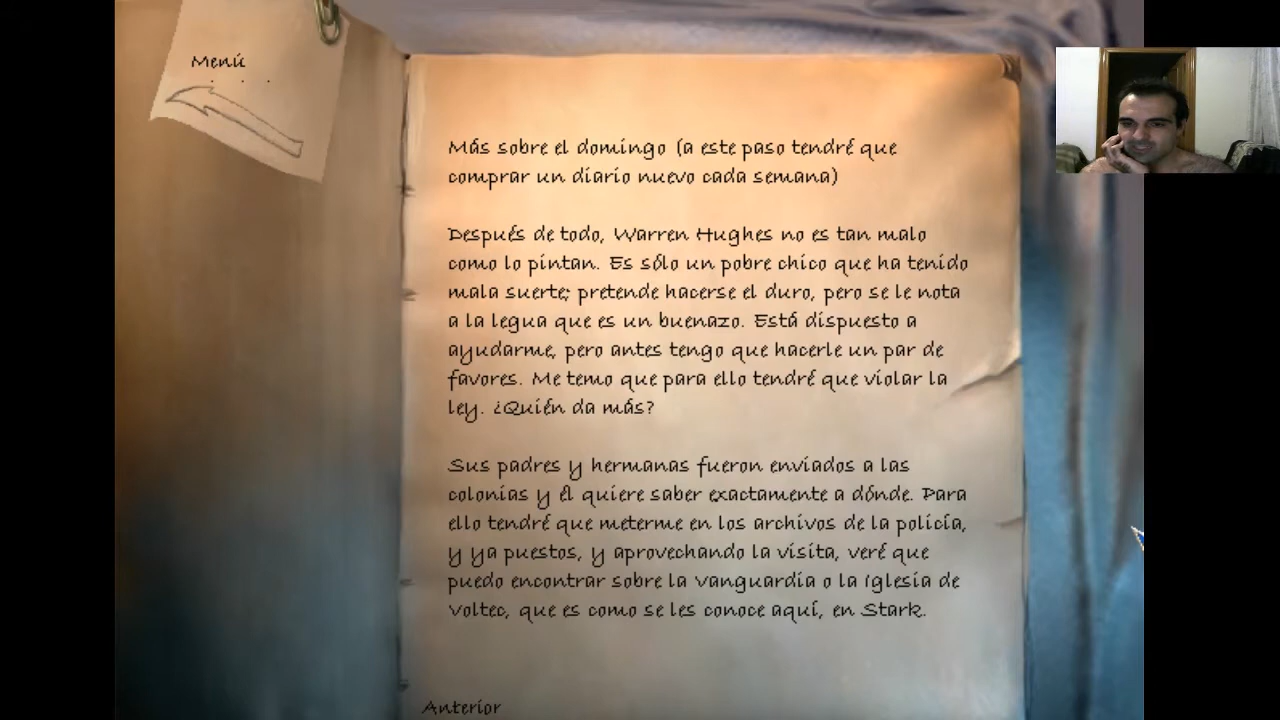 Menú
Más sobre el domingo (a este paso tendré que
comprar un diario nuevo cada semana)
Después de todo, Warren Hughes no es tan malo
como lo pintan. Es sólo un pobre chico que ha tenido
mala suerte; pretende hacerse el duro, pero se le nota
a la legua que es un buenazo. Está dispuesto a
ayudarme, pero antes tengo que hacerle un par de
favores. Me temo que para ello tendré que violar la
ley. ¿Quién da más?
Sus padres y hermanas fueron enviados a las
colonias y él quiere saber exactamente a dónde. Para
ello tendré que meterme en los archivos de la policía,
y ya puestos, y aprovechando la visita, veré que
puedo encontrar sobre la Vanguardia o la Iglesia de
Voltec, que es como se les conoce aquí, en Stark.
Anterior